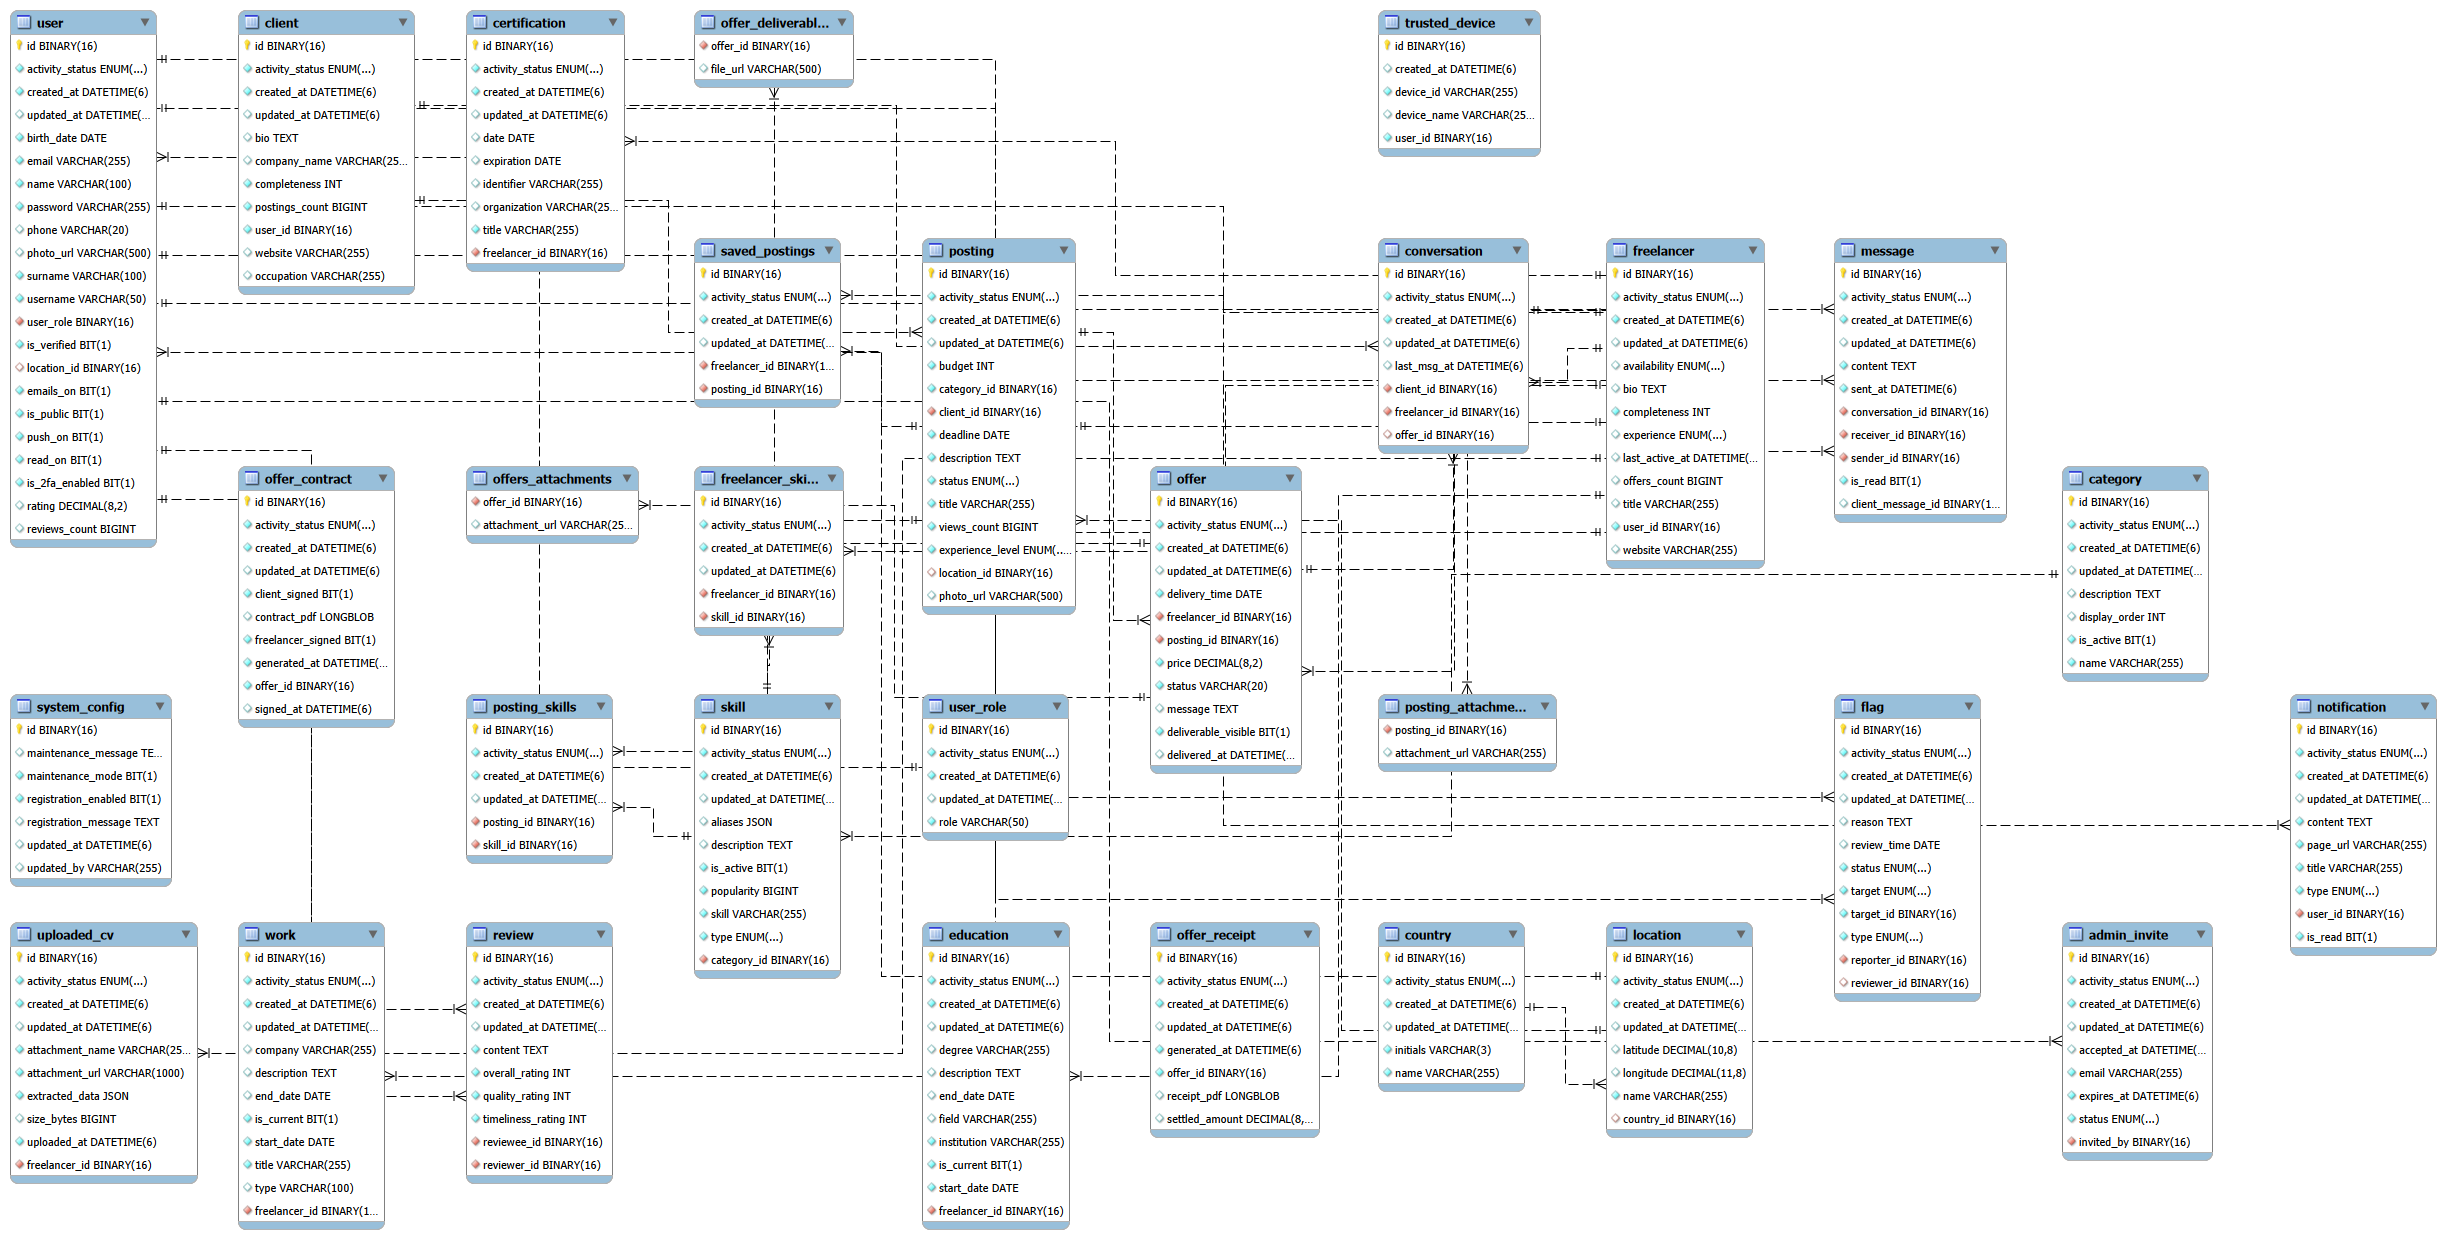 user
id BINARY(16)
activity_status ENUM(...)
created_at DATETIME(6)
updated_at DATETIME(...
birth_date DATE
email VARCHAR(255)
name VARCHAR(100)
password VARCHAR(255)
phone VARCHAR(20)
photo_url VARCHAR(500)
surname VARCHAR(100)
username VARCHAR(50)
user_role BINARY(16)
is_verified BIT(1)
location_id BINARY(16)
emails_on BIT(1)
is_public BIT(1)
push_on BIT(1)
read_on BIT(1)
is_2fa_enabled BIT(1)
rating DECIMAL(8,2)
reviews_count BIGINT
client
id BINARY(16)
activity_status ENUM(...)
created_at DATETIME(6)
updated_at DATETIME(6)
bio TEXT
company_name VARCHAR(25...
completeness INT
postings_count BIGINT
user_id BINARY(16)
website VARCHAR(255)
occupation VARCHAR(255)
certification
id BINARY(16)
activity_status ENUM(...)
created_at DATETIME(6)
updated_at DATETIME(6)
date DATE
expiration DATE
identifier VARCHAR(255)
organization VARCHAR(25...
title VARCHAR(255)
freelancer_id BINARY(16)
offer_deliverabl...
offer_id BINARY(16)
file_url VARCHAR(500)
trusted_device
id BINARY(16)
created_at DATETIME(6)
device_id VARCHAR(255)
device_name VARCHAR(25...
user_id BINARY(16)
saved_postings
id BINARY(16)
activity_status ENUM(...)
created_at DATETIME(6)
updated_at DATETIME(...
freelancer_id BINARY(1...
posting_id BINARY(16)
posting
id BINARY(16)
activity_status ENUM(...)
created_at DATETIME(6)
updated_at DATETIME(6)
budget INT
category_id BINARY(16)
client_id BINARY(16)
deadline DATE
description TEXT
status ENUM(...)
title VARCHAR(255)
views_count BIGINT
experience_level ENUM(......
location_id BINARY(16)
photo_url VARCHAR(500)
conversation
id BINARY(16)
activity_status ENUM(...)
created_at DATETIME(6)
updated_at DATETIME(6)
last_msg_at DATETIME(6)
client_id BINARY(16)
freelancer_id BINARY(16)
offer_id BINARY(16)
freelancer
id BINARY(16)
activity_status ENUM(...)
created_at DATETIME(6)
updated_at DATETIME(6)
availability ENUM(...)
bio TEXT
completeness INT
experience ENUM(...)
last_active_at DATETIME(...
offers_count BIGINT
title VARCHAR(255)
user_id BINARY(16)
website VARCHAR(255)
message
id BINARY(16)
activity_status ENUM(...)
created_at DATETIME(6)
updated_at DATETIME(6)
content TEXT
sent_at DATETIME(6)
conversation_id BINARY(16)
receiver_id BINARY(16)
sender_id BINARY(16)
is_read BIT(1)
client_message_id BINARY(1...
offer_contract
id BINARY(16)
activity_status ENUM(...)
created_at DATETIME(6)
updated_at DATETIME(6)
client_signed BIT(1)
contract_pdf LONGBLOB
freelancer_signed BIT(1)
generated_at DATETIME(...
offer_id BINARY(16)
signed_at DATETIME(6)
offers_attachments
offer_id BINARY(16)
attachment_url VARCHAR(25...
freelancer_ski...
id BINARY(16)
activity_status ENUM(...)
created_at DATETIME(6)
updated_at DATETIME(6)
freelancer_id BINARY(16)
skill_id BINARY(16)
offer
id BINARY(16)
activity_status ENUM(...)
created_at DATETIME(6)
updated_at DATETIME(6)
delivery_time DATE
freelancer_id BINARY(16)
posting_id BINARY(16)
price DECIMAL(8,2)
status VARCHAR(20)
message TEXT
deliverable_visible BIT(1)
delivered_at DATETIME(...
category
id BINARY(16)
activity_status ENUM(...)
created_at DATETIME(6)
updated_at DATETIME(...
description TEXT
display_order INT
is_active BIT(1)
name VARCHAR(255)
system_config
id BINARY(16)
maintenance_message TE...
maintenance_mode BIT(1)
registration_enabled BIT(1)
registration_message TEXT
updated_at DATETIME(6)
updated_by VARCHAR(255)
posting_skills
id BINARY(16)
activity_status ENUM(...)
created_at DATETIME(6)
updated_at DATETIME(...
posting_id BINARY(16)
skill_id BINARY(16)
skill
id BINARY(16)
activity_status ENUM(...)
created_at DATETIME(6)
updated_at DATETIME(...
aliases JSON
description TEXT
is_active BIT(1)
popularity BIGINT
skill VARCHAR(255)
type ENUM(...)
category_id BINARY(16)
user_role
id BINARY(16)
activity_status ENUM(...)
created_at DATETIME(6)
updated_at DATETIME(...
role VARCHAR(50)
posting_attachme...
posting_id BINARY(16)
attachment_url VARCHAR(255)
flag
id BINARY(16)
activity_status ENUM(...)
created_at DATETIME(6)
updated_at DATETIME(...
reason TEXT
review_time DATE
status ENUM(...)
target ENUM(...)
target_id BINARY(16)
type ENUM(...)
reporter_id BINARY(16)
reviewer_id BINARY(16)
notification
id BINARY(16)
activity_status ENUM(...)
created_at DATETIME(6)
updated_at DATETIME(...
content TEXT
page_url VARCHAR(255)
title VARCHAR(255)
type ENUM(...)
user_id BINARY(16)
is_read BIT(1)
uploaded_cv
id BINARY(16)
activity_status ENUM(...)
created_at DATETIME(6)
updated_at DATETIME(6)
attachment_name VARCHAR(25...
attachment_url VARCHAR(1000)
extracted_data JSON
size_bytes BIGINT
uploaded_at DATETIME(6)
freelancer_id BINARY(16)
work
id BINARY(16)
activity_status ENUM(...)
created_at DATETIME(6)
updated_at DATETIME(...
company VARCHAR(255)
description TEXT
end_date DATE
is_current BIT(1)
start_date DATE
title VARCHAR(255)
type VARCHAR(100)
freelancer_id BINARY(1...
review
id BINARY(16)
activity_status ENUM(...)
created_at DATETIME(6)
updated_at DATETIME(...
content TEXT
overall_rating INT
quality_rating INT
timeliness_rating INT
reviewee_id BINARY(16)
reviewer_id BINARY(16)
education
id BINARY(16)
activity_status ENUM(...)
created_at DATETIME(6)
updated_at DATETIME(6)
degree VARCHAR(255)
description TEXT
end_date DATE
field VARCHAR(255)
institution VARCHAR(255)
is_current BIT(1)
start_date DATE
freelancer_id BINARY(16)
offer_receipt
id BINARY(16)
activity_status ENUM(...)
created_at DATETIME(6)
updated_at DATETIME(6)
generated_at DATETIME(6)
offer_id BINARY(16)
receipt_pdf LONGBLOB
settled_amount DECIMAL(8,...
country
id BINARY(16)
activity_status ENUM(...)
created_at DATETIME(6)
updated_at DATETIME(...
initials VARCHAR(3)
name VARCHAR(255)
location
id BINARY(16)
activity_status ENUM(...)
created_at DATETIME(6)
updated_at DATETIME(...
latitude DECIMAL(10,8)
longitude DECIMAL(11,8)
name VARCHAR(255)
country_id BINARY(16)
admin_invite
id BINARY(16)
activity_status ENUM(...)
created_at DATETIME(6)
updated_at DATETIME(6)
accepted_at DATETIME(...
email VARCHAR(255)
expires_at DATETIME(6)
status ENUM(...)
invited_by BINARY(16)